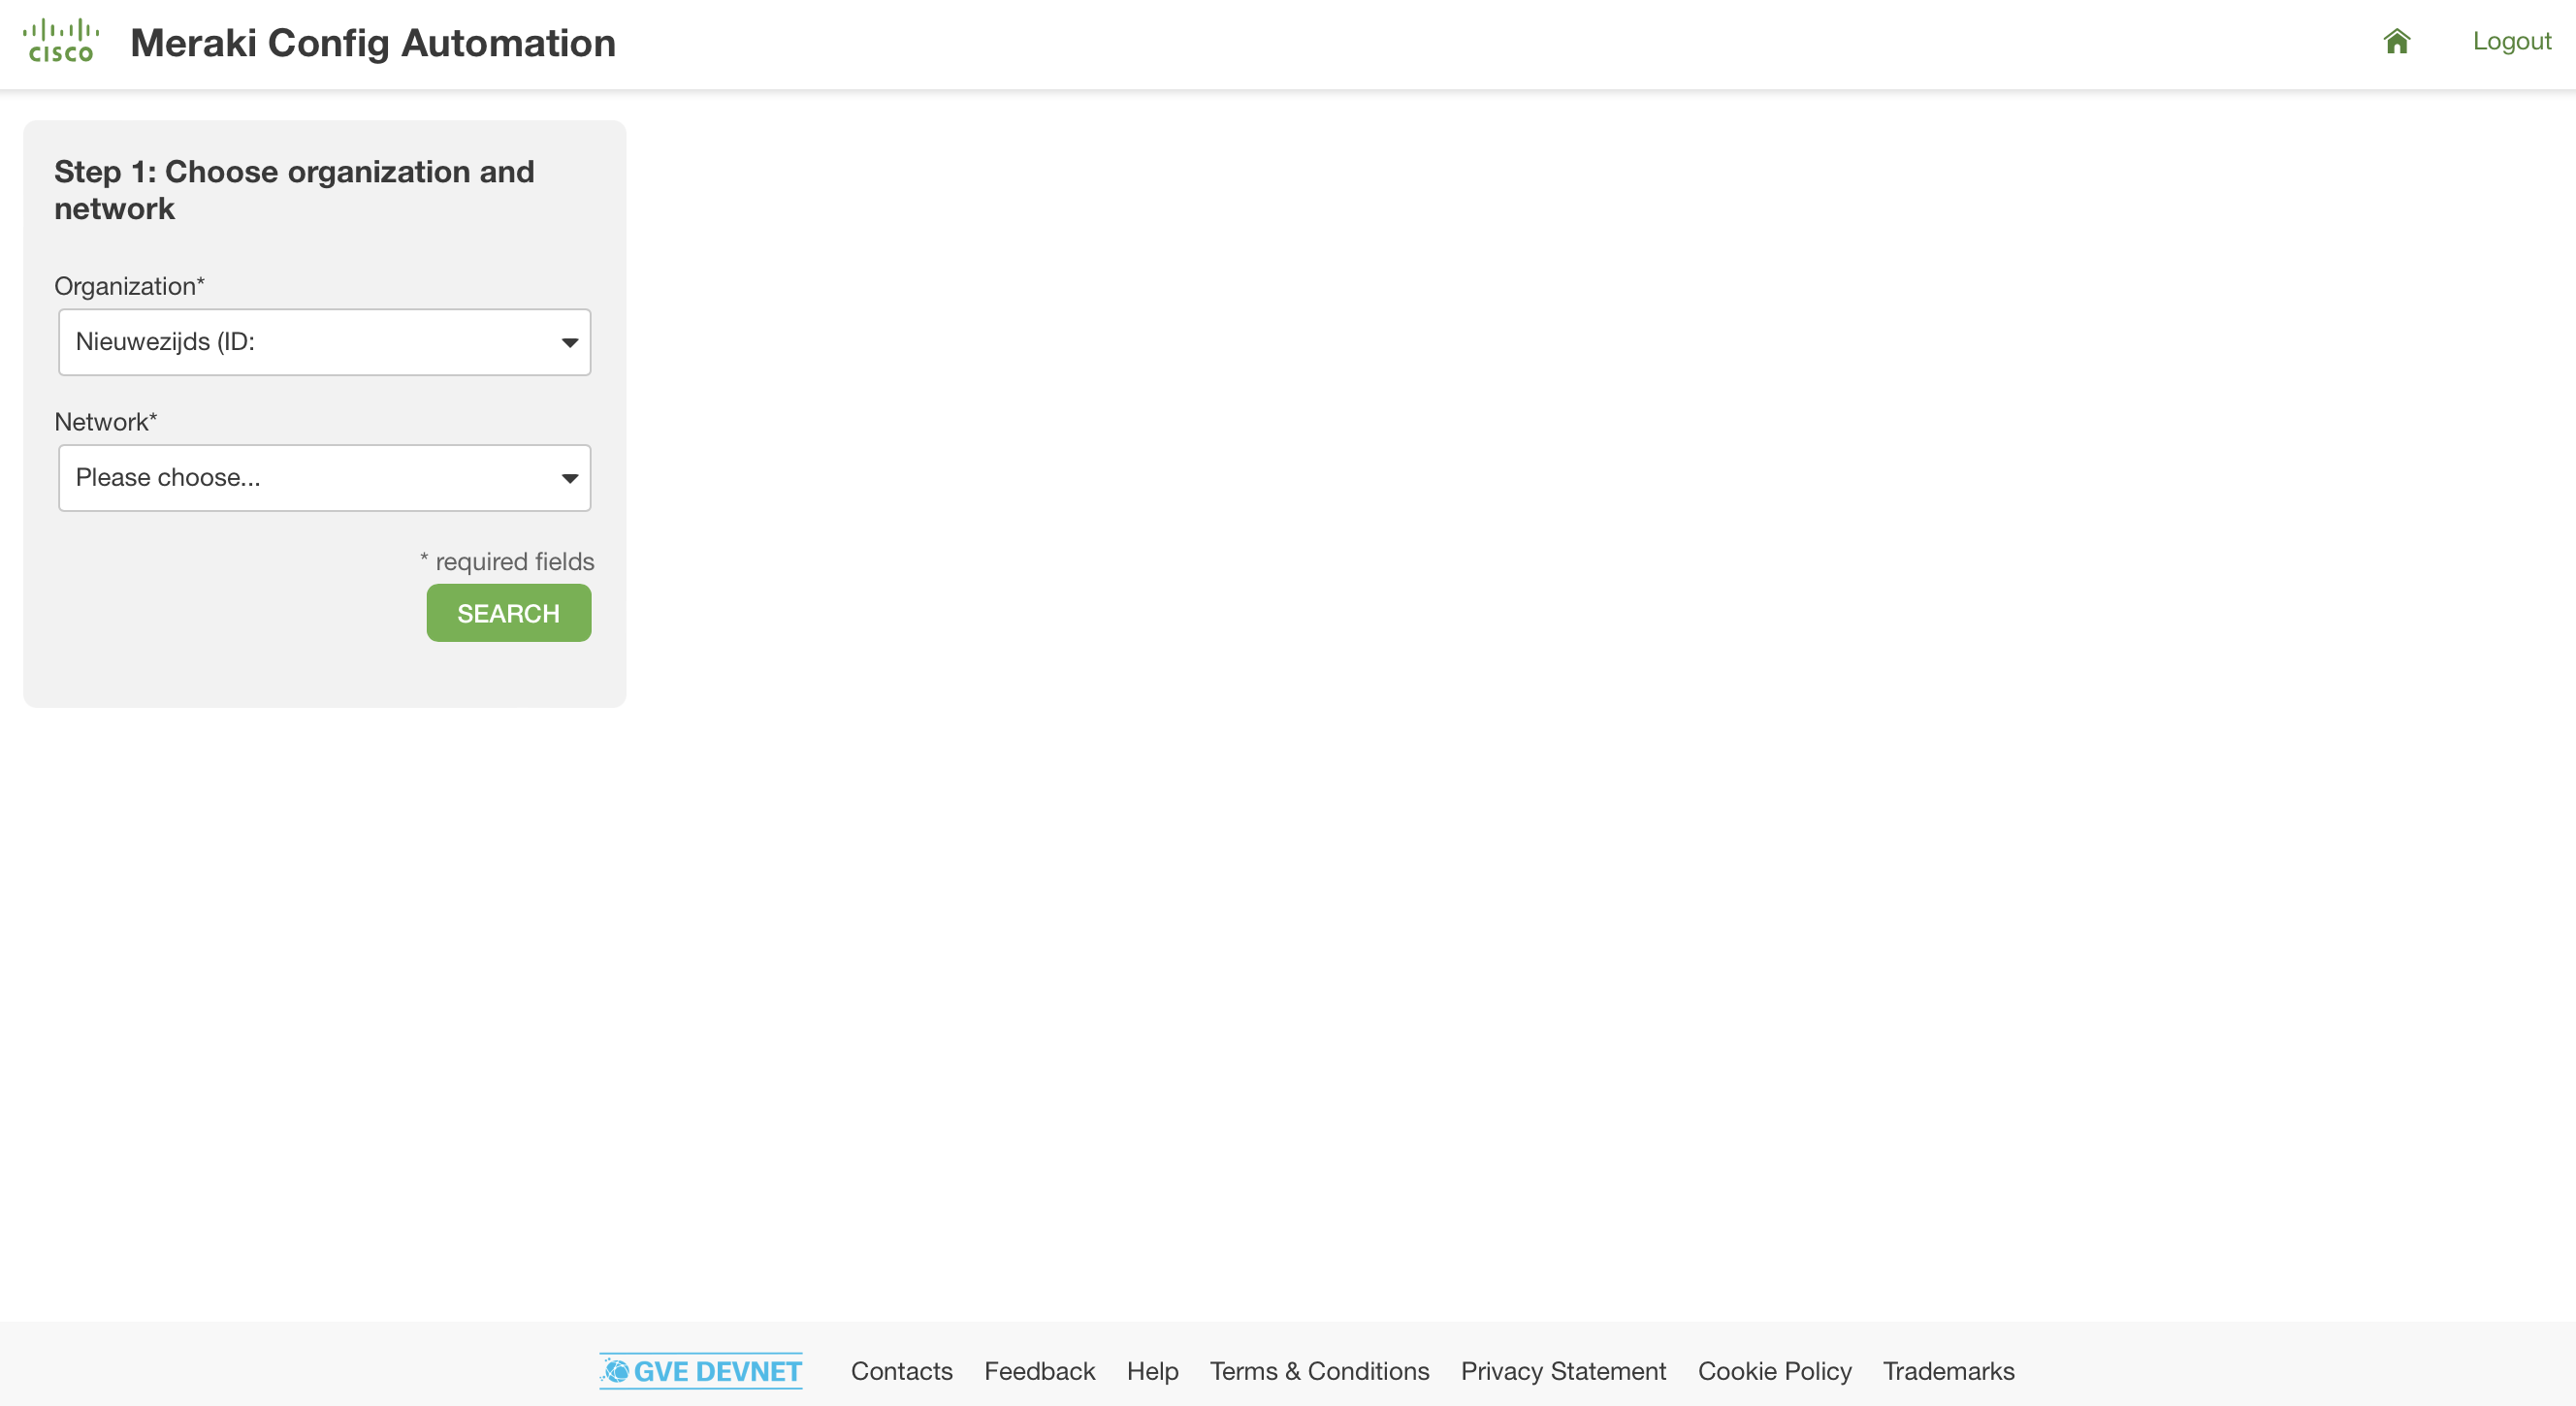 CISCO
Meraki Config Automation
Logout
Step 1: Choose organization and
network
Organization*
Nieuwezijds (ID:
Network*
Please choose...
* required fields
SEARCH
GVE DEVNET
Contacts
Feedback
Help
Terms & Conditions
Privacy Statement
Cookie Policy
Trademarks